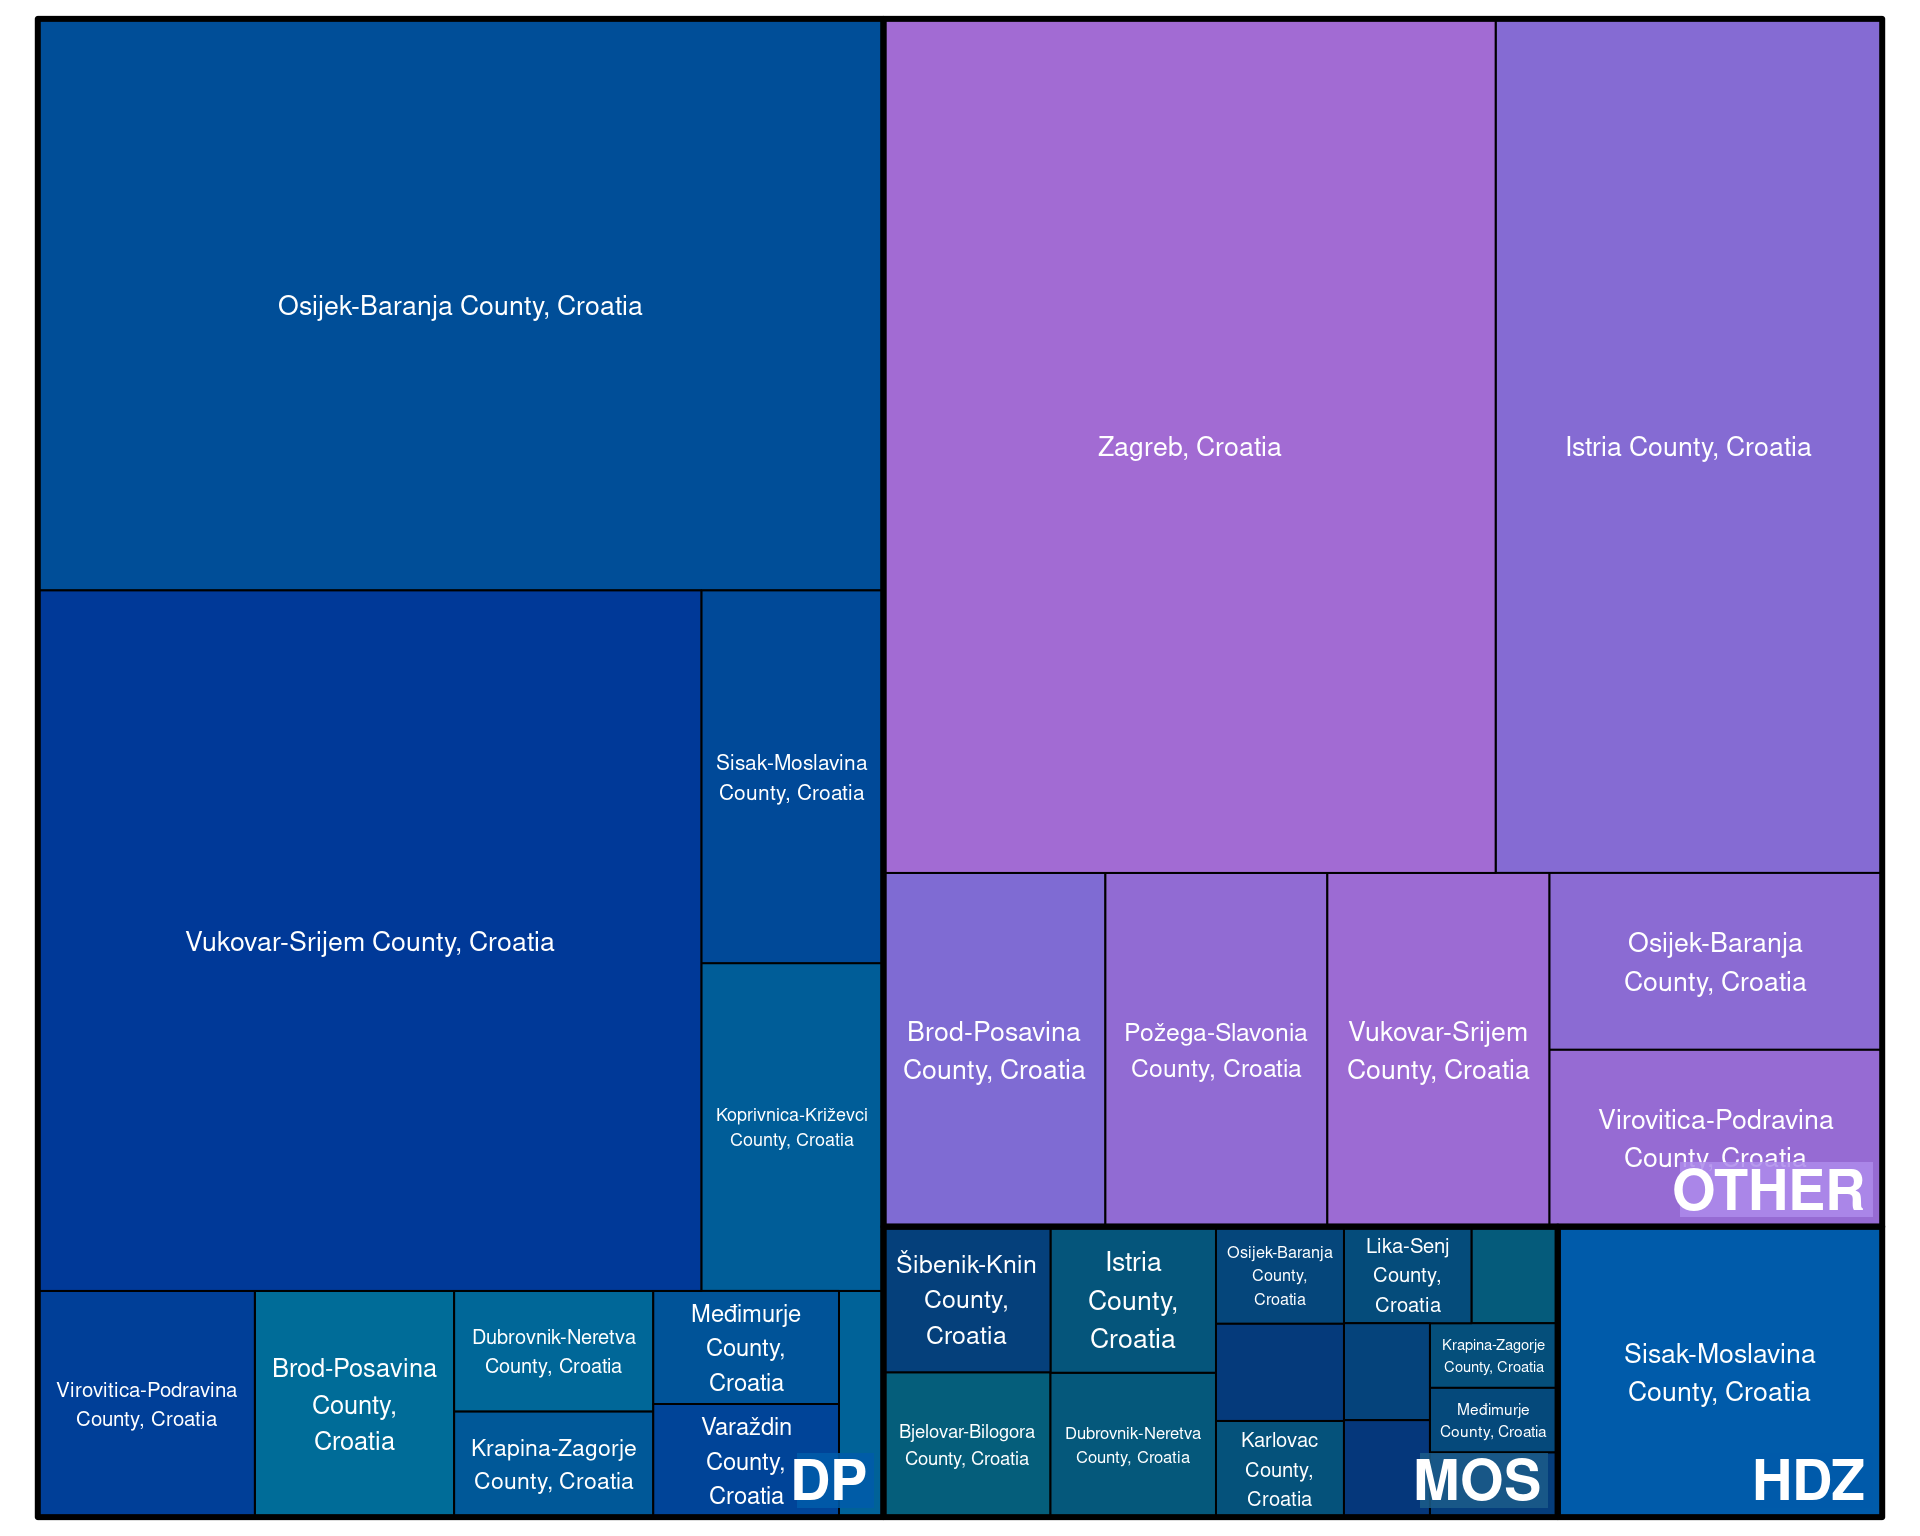 Osijek-Baranja County, Croatia
Vukovar-Srijem County, Croatia
Sisak-Moslavina
County, Croatia
Koprivnica-Križevci
County, Croatia
Virovitica-Podravina
County, Croatia
Brod-Posavina
County,
Croatia
Dubrovnik-Neretva
County, Croatia
Krapina-Zagorje
County, Croatia
Međimurje
County,
Croatia
Varaždin
County,
Croatia
DP
Zagreb, Croatia
Istria County, Croatia
Brod-Posavina
County, Croatia
Požega-Slavonia
County, Croatia
Vukovar-Srijem
County, Croatia
Osijek-Baranja
County, Croatia
Virovitica-Podravina
County, Croatia
OTHER
Šibenik-Knin
County,
Croatia
Bjelovar-Bilogora
County, Croatia
Istria
County,
Croatia
Dubrovnik-Neretva
County, Croatia
Osijek-Baranja
County,
Croatia
Karlovac
County,
Croatia
Lika-Senj
County,
Croatia
Krapina-Zagorje
County, Croatia
Međimurje
County, Croatia
MOS
Sisak-Moslavina
County, Croatia
HDZ